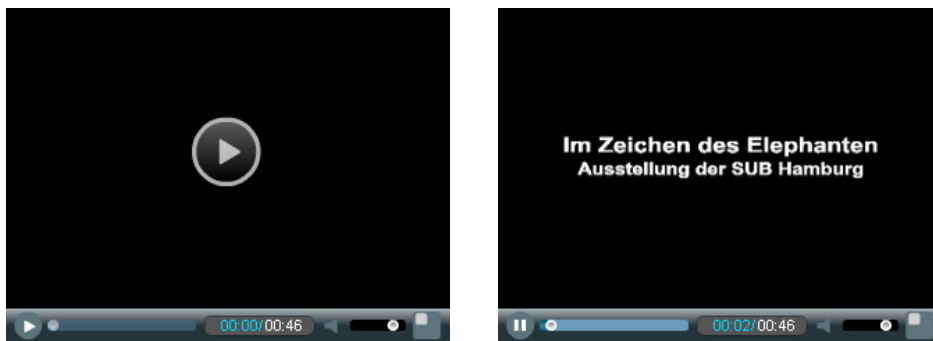 00:00/00:46
Im Zeichen des Elephanten
Ausstellung der SUB Hamburg
00:02/00:46